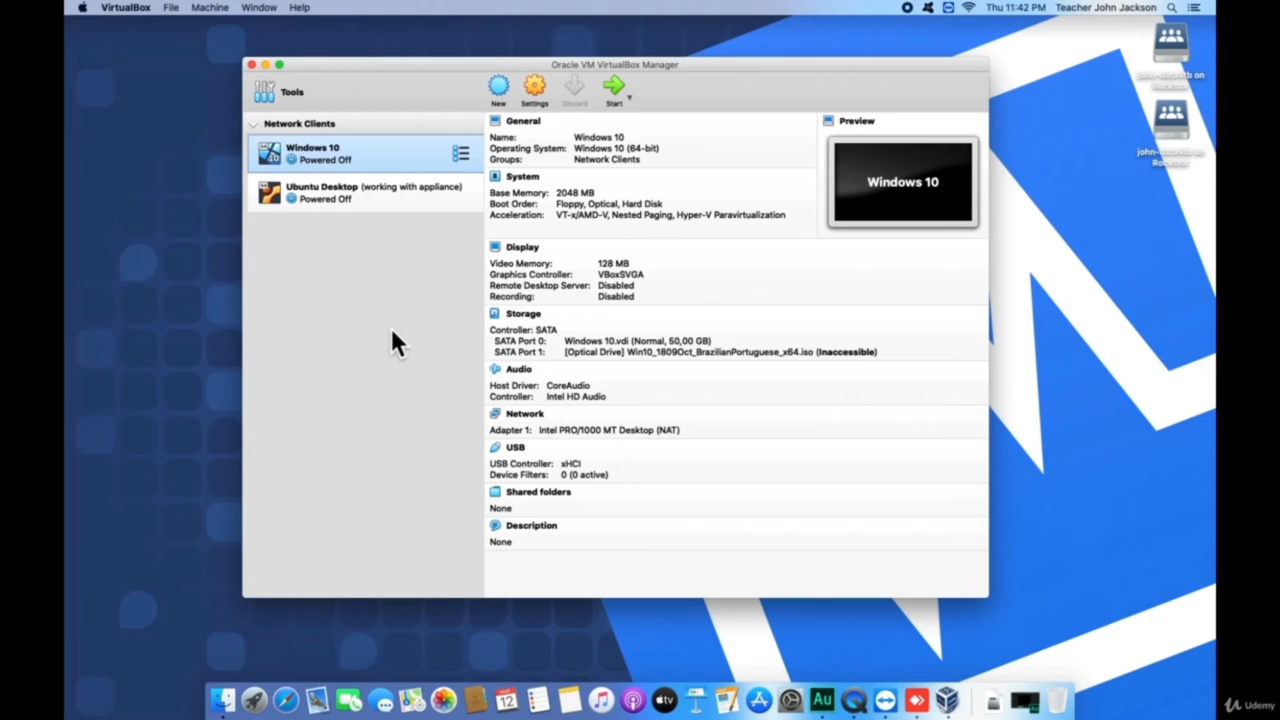 VirtualBox File Machine Window Help
Thu 11:42 PM Teacher John Jackson
Oracle VM VirtualBox Manager
Tools
New Settings Discard Start
Network Clients
Windows 10
Powered Off
Ubuntu Desktop (working with appliance)
Powered Off
General
Name: Windows 10
Operating System: Windows 10 (64-bit)
Groups: Network Clients
System
Base Memory: 2048 MB
Boot Order: Floppy, Optical, Hard Disk
Acceleration: VT-x/AMD-V, Nested Paging, Hyper-V Paravirtualization
Preview
Windows 10
Display
Video Memory: 128 MB
Graphics Controller: VBoxSVGA
Remote Desktop Server: Disabled
Recording: Disabled
Storage
Controller: SATA
SATA Port 0: Windows 10.vdi (Normal, 50,00 GB)
SATA Port 1: [Optical Drive] Win10_1809Oct_BrazilianPortuguese_x64.iso (Inaccessible)
Audio
Host Driver: CoreAudio
Controller: Intel HD Audio
Network
Adapter 1: Intel PRO/1000 MT Desktop (NAT)
USB
USB Controller: xHCI
Device Filters: 0 (0 active)
Shared folders
None
Description
None
on
on
12
tv
Au
Udemy